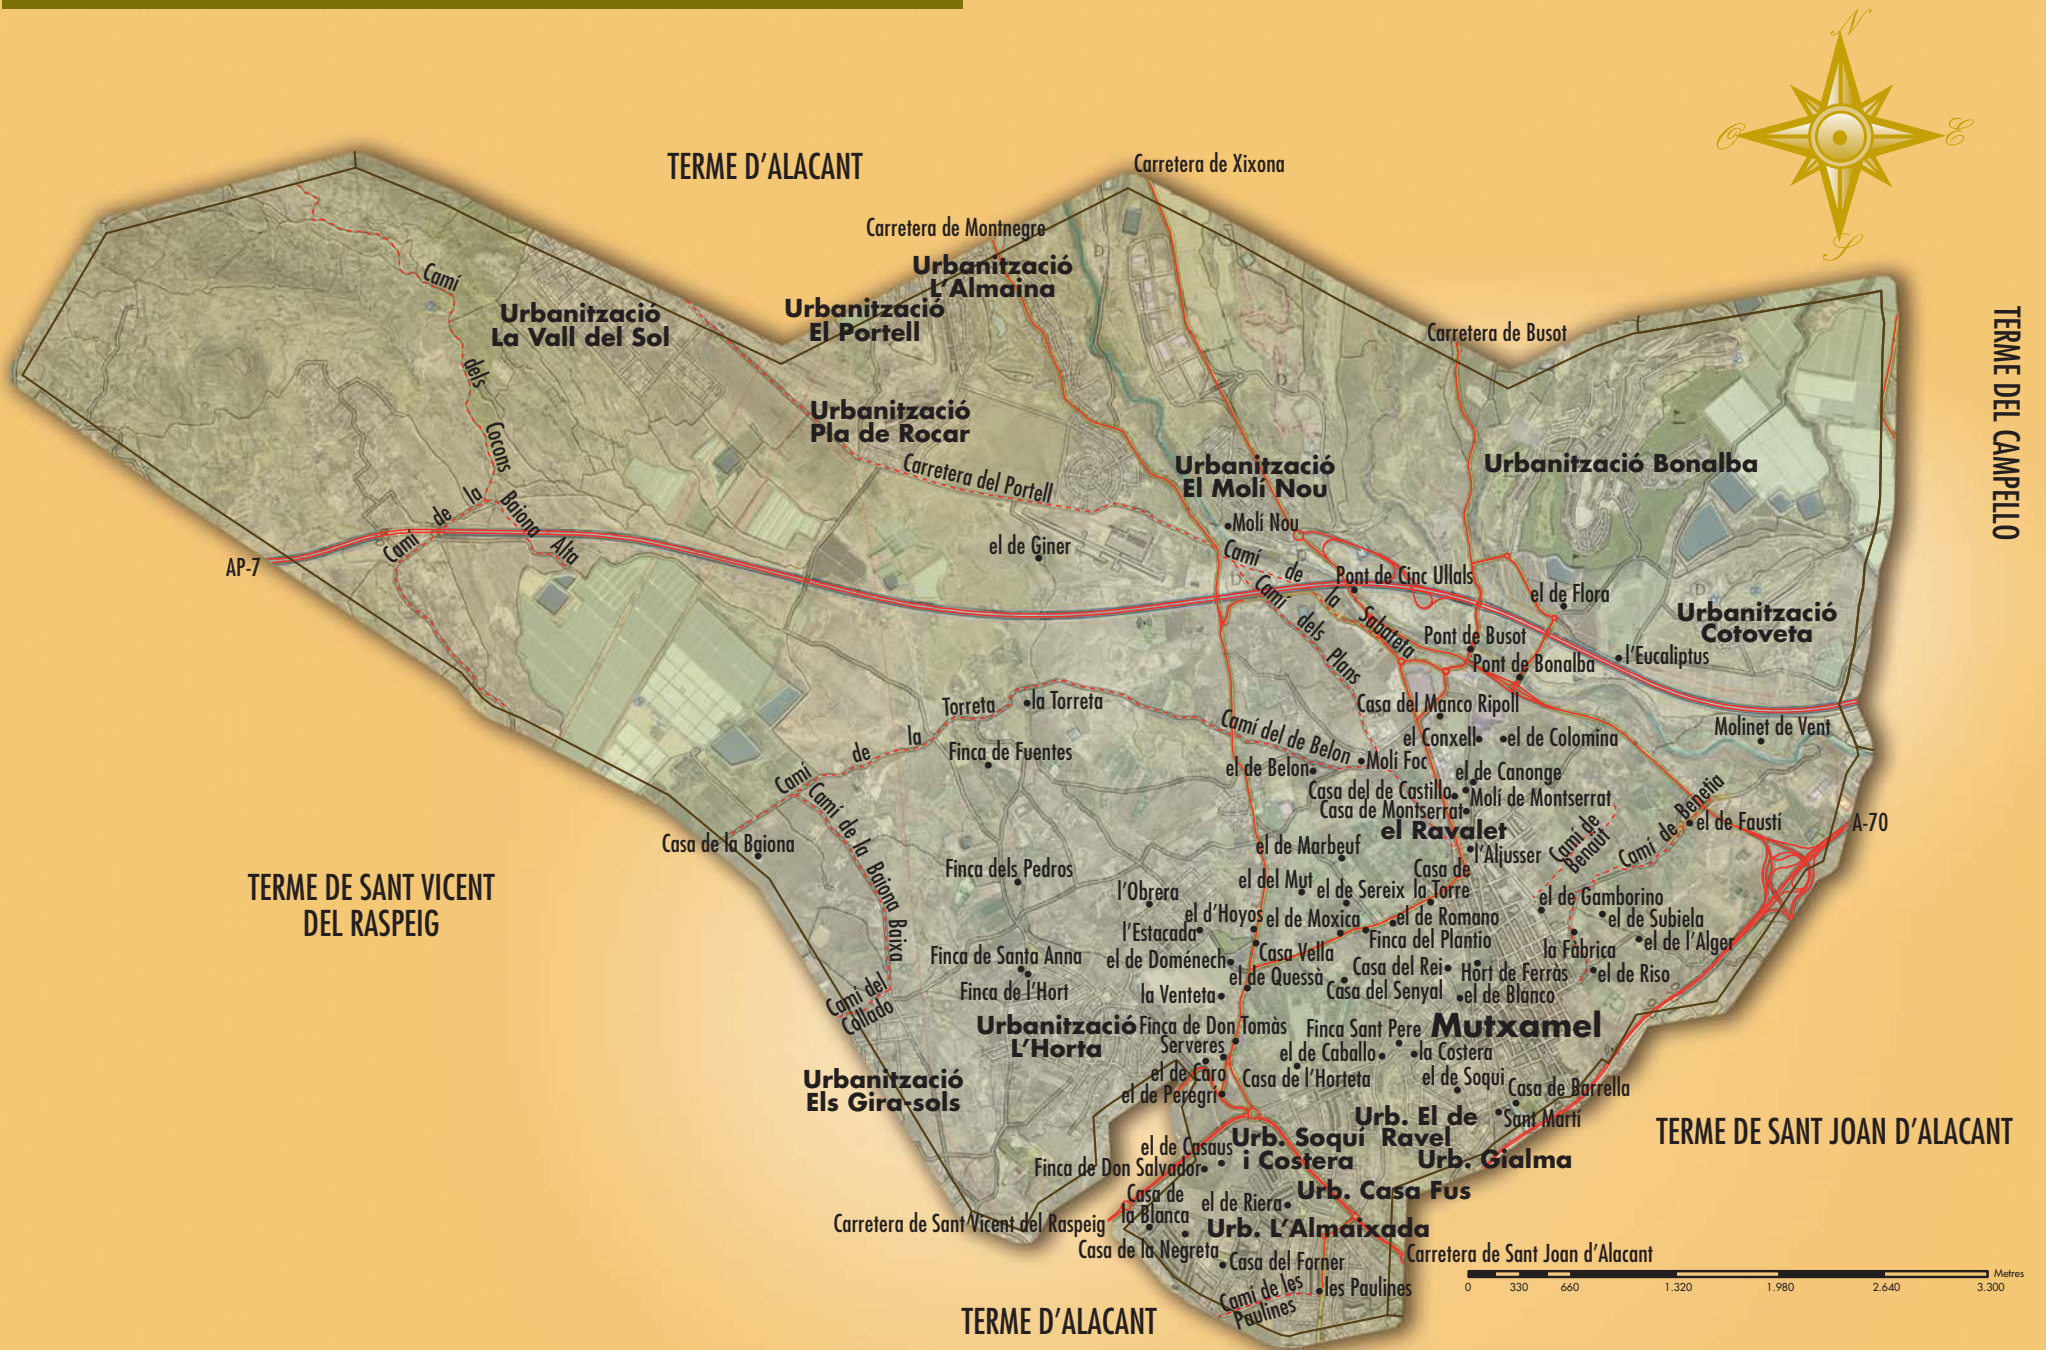 N
O
E
S
TERME D'ALACANT
Carretera de Xixona
Carretera de Montnegre
Urbanització
L'Almaina
Camí
dels
Cocons
Urbanització
La Vall del Sol
Urbanització
El Portell
Carretera de Busot
TERME DEL CAMPELLO
Urbanització
Pla de Rocar
Carretera del Portell
Urbanització
El Molí Nou
Urbanització Bonalba
Camí de la Baiona Alta
AP-7
el de Giner
Molí Nou
Camí de la Sabateta
Camí dels Plans
Pont de Cinc Ullals
el de Flora
Urbanització
Cotoveta
Pont de Busot
Pont de Bonalba
l'Eucaliptus
Camí de la Torreta
la Torreta
Casa del Manco Ripoll
Camí del de Belon
el Conxell
el de Colomina
Molinet de Vent
Finca de Fuentes
el de Belon
Molí Foc
el de Canonge
Casa del de Castillo
Molí de Montserrat
Casa de Montserrat
el Ravalet
Camí de
Benaut
Camí de Benetia
el de Faustí
A-70
Casa de la Baiona
Camí de la Baiona Baixa
el de Marbeuf
l'Aljusser
Finca dels Pedros
Casa de
la Torre
l'Obrera
el del Mut
el de Sereix
el de Gamborino
TERME DE SANT VICENT
DEL RASPEIG
el d'Hoyos
el de Moxica
el de Romano
el de Subiela
l'Estacada
Finca del Plantio
el de l'Alger
Finca de Santa Anna
el de Doménech
Casa Vella
la Fàbrica
el de Quessà
Casa del Rei
Hort de Ferràs
el de Riso
Finca de l'Hort
la Venteta
Casa del Senyal
el de Blanco
Camí del
Collado
Urbanització
L'Horta
Finca de Don Tomàs
Finca Sant Pere
Mutxamel
Serveres
el de Caballo
la Costera
el de Caro
Casa de l'Horteta
el de Soqui
Casa de Barrella
Urbanització
Els Gira-sols
el de Peregrí
Sant Martí
Urb. El de
Ravel
TERME DE SANT JOAN D'ALACANT
el de Casaus
Urb. Soquí
i Costera
Urb. Gialma
Finca de Don Salvador
Casa de
la Blanca
el de Riera
Urb. Casa Fus
Carretera de Sant Vicent del Raspeig
Urb. L'Almaixada
Casa de la Negreta
Casa del Forner
Carretera de Sant Joan d'Alacant
Camí de les
Paulines
les Paulines
TERME D'ALACANT
Metres
0 330 660 1.320 1.980 2.640 3.300